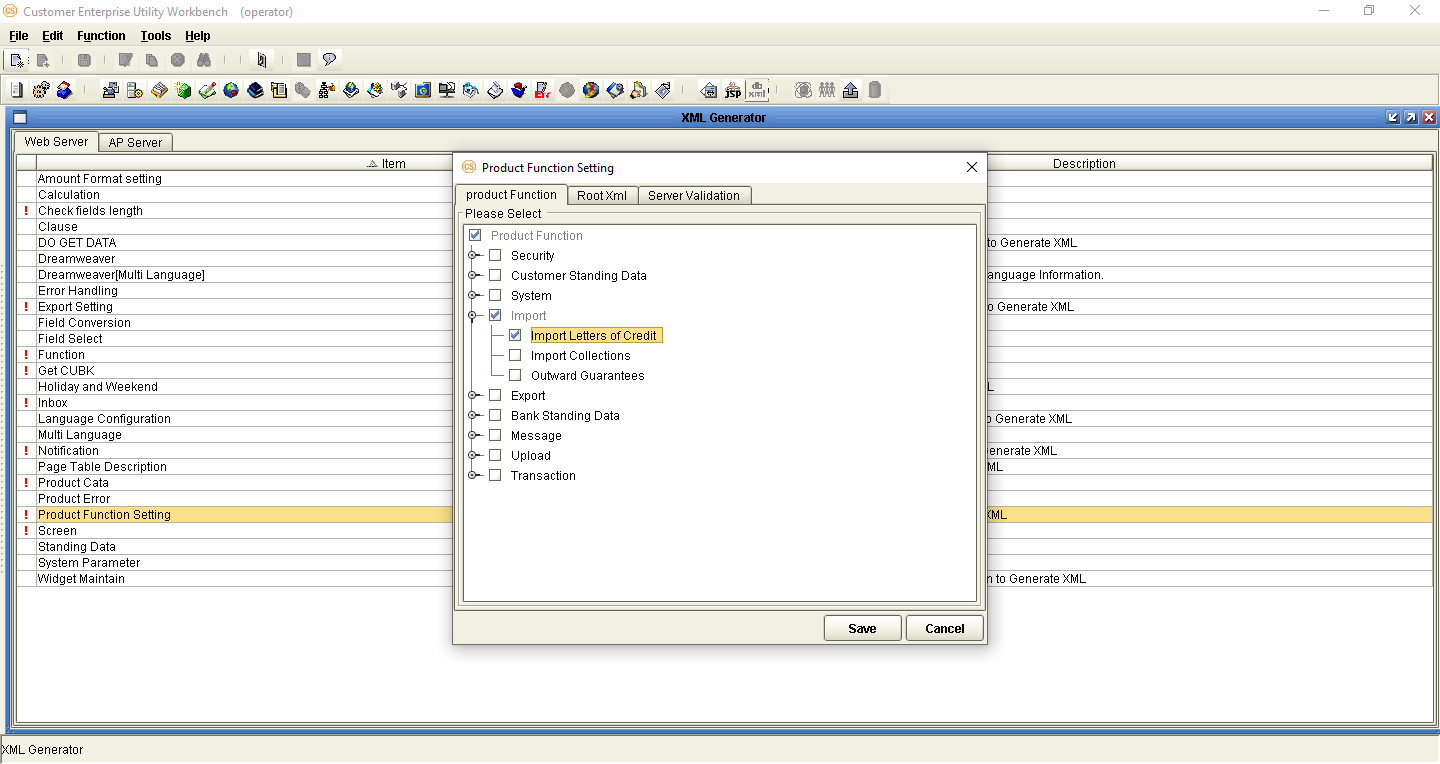 CS Customer Enterprise Utility Workbench (operator)
File Edit Function Tools Help
jsp xml
XML Generator
Web Server AP Server
Item Description
Amount Format setting
Calculation
! Check fields length
Clause
DO GET DATA to Generate XML
Dreamweaver
Dreamweaver[Multi Language] anguage Information.
Error Handling
! Export Setting o Generate XML
Field Conversion
Field Select
! Function
! Get CUBK
Holiday and Weekend L
! Inbox
Language Configuration o Generate XML
Multi Language
! Notification enerate XML
Page Table Description ML
! Product Cata
Product Error
! Product Function Setting XML
! Screen
Standing Data
System Parameter
Widget Maintain n to Generate XML
CS Product Function Setting
product Function Root Xml Server Validation
Please Select
Product Function
Security
Customer Standing Data
System
Import
Import Letters of Credit
Import Collections
Outward Guarantees
Export
Bank Standing Data
Message
Upload
Transaction
Save Cancel
XML Generator